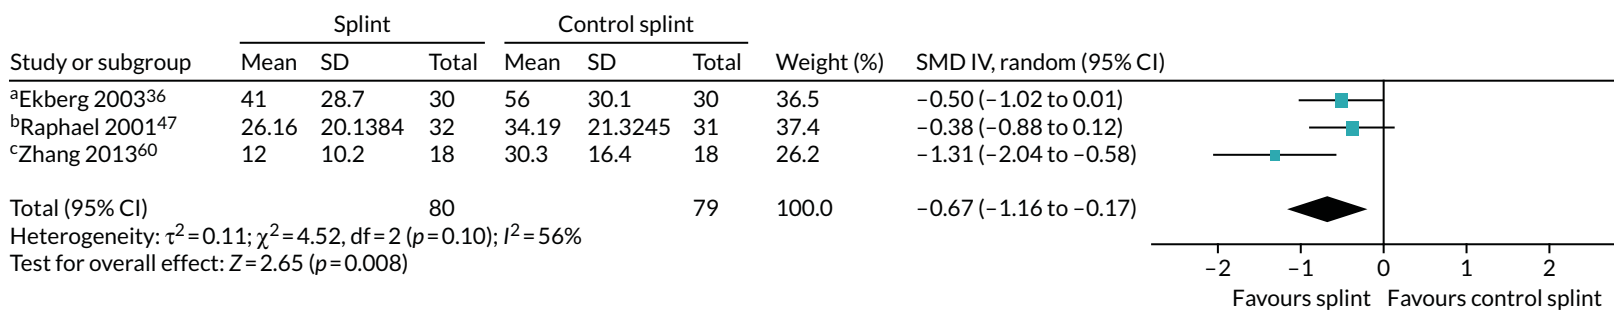 Splint Control splint
Study or subgroup Mean SD Total Mean SD Total Weight (%) SMD IV, random (95% CI)
ᵃEkberg 2003³⁶ 41 28.7 30 56 30.1 30 36.5 −0.50 (−1.02 to 0.01)
ᵇRaphael 2001⁴⁷ 26.16 20.1384 32 34.19 21.3245 31 37.4 −0.38 (−0.88 to 0.12)
ᶜZhang 2013⁶⁰ 12 10.2 18 30.3 16.4 18 26.2 −1.31 (−2.04 to −0.58)
Total (95% CI) 80 79 100.0 −0.67 (−1.16 to −0.17)
Heterogeneity: τ²=0.11; χ²=4.52, df=2 (p=0.10); I²=56%
Test for overall effect: Z=2.65 (p=0.008)
−2 −1 0 1 2
Favours splint Favours control splint